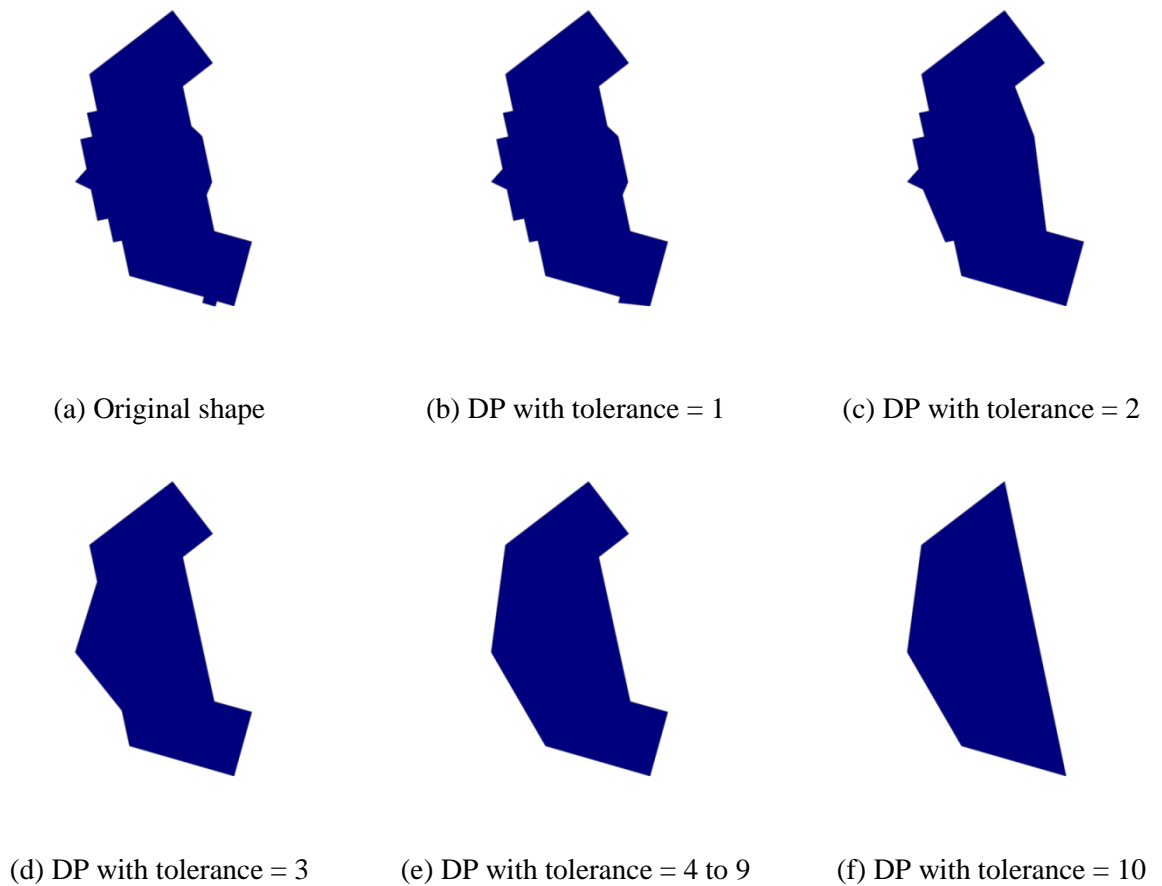 (a) Original shape
(b) DP with tolerance = 1
(c) DP with tolerance = 2
(d) DP with tolerance = 3
(e) DP with tolerance = 4 to 9
(f) DP with tolerance = 10